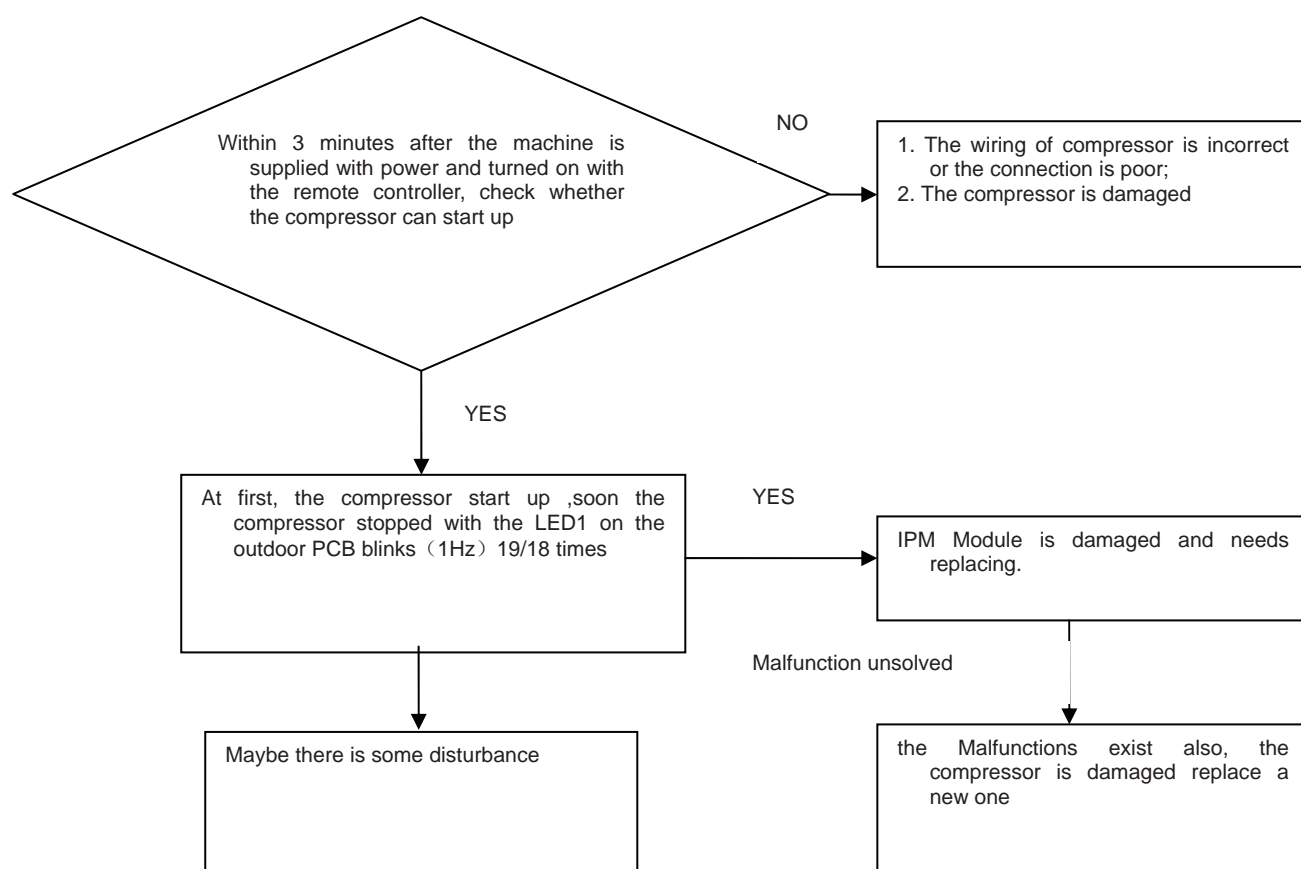 Within 3 minutes after the machine is
supplied with power and turned on with
the remote controller, check whether
the compressor can start up
NO
1. The wiring of compressor is incorrect
or the connection is poor;
2. The compressor is damaged
YES
At first, the compressor start up ,soon the
compressor stopped with the LED1 on the
outdoor PCB blinks（1Hz）19/18 times
YES
IPM Module is damaged and needs
replacing.
Malfunction unsolved
Maybe there is some disturbance
the Malfunctions exist also, the
compressor is damaged replace a
new one